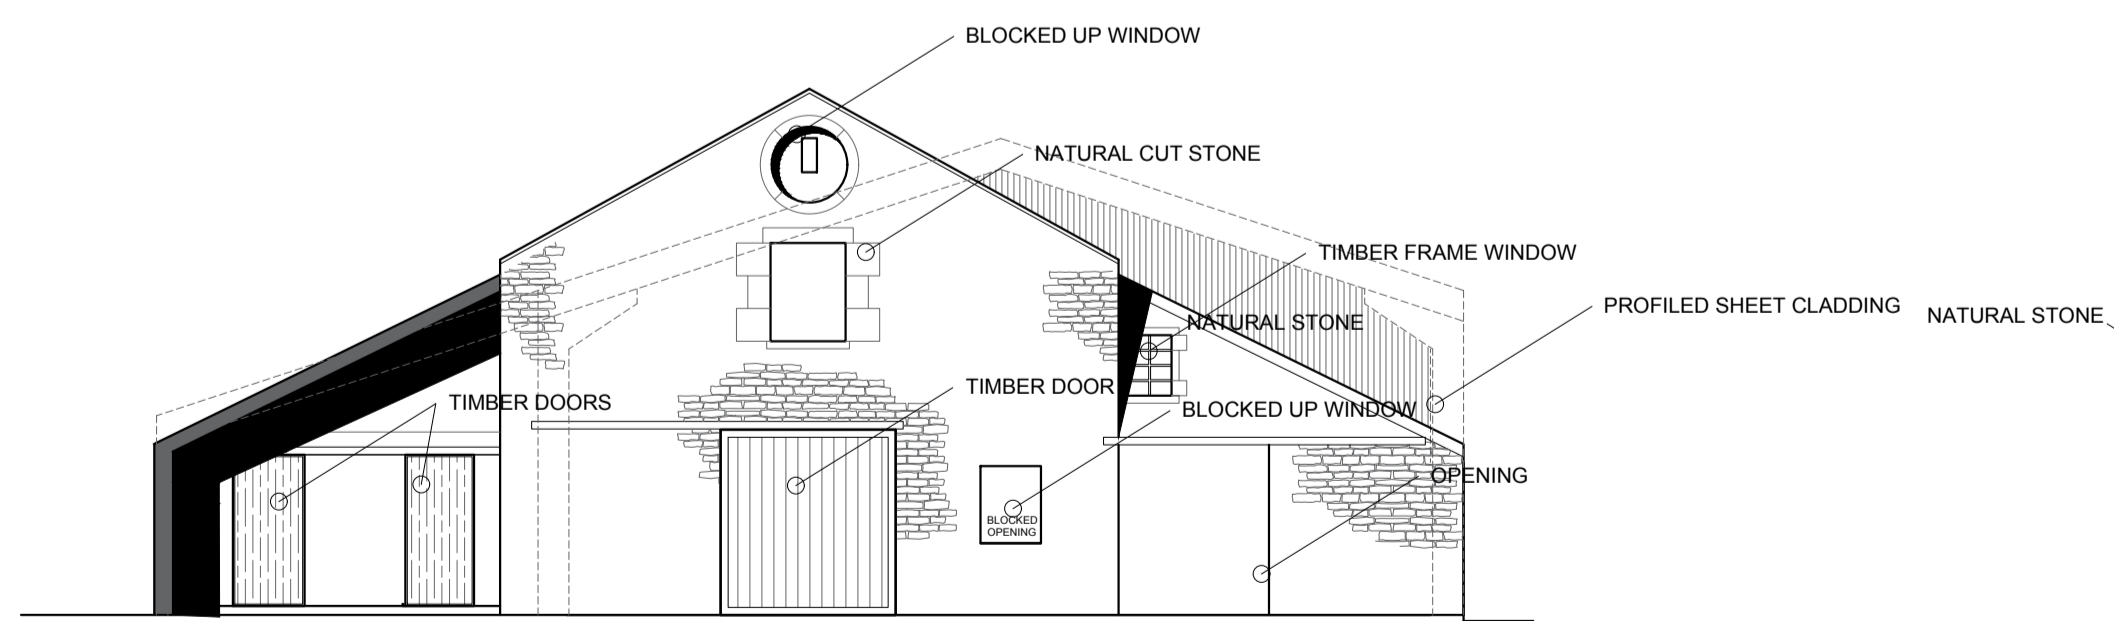 BLOCKED UP WINDOW
NATURAL CUT STONE
TIMBER FRAME WINDOW
PROFILED SHEET CLADDING
NATURAL STONE
NATURAL STONE
TIMBER DOOR
TIMBER DOORS
BLOCKED UP WINDOW
OPENING
BLOCKED
OPENING